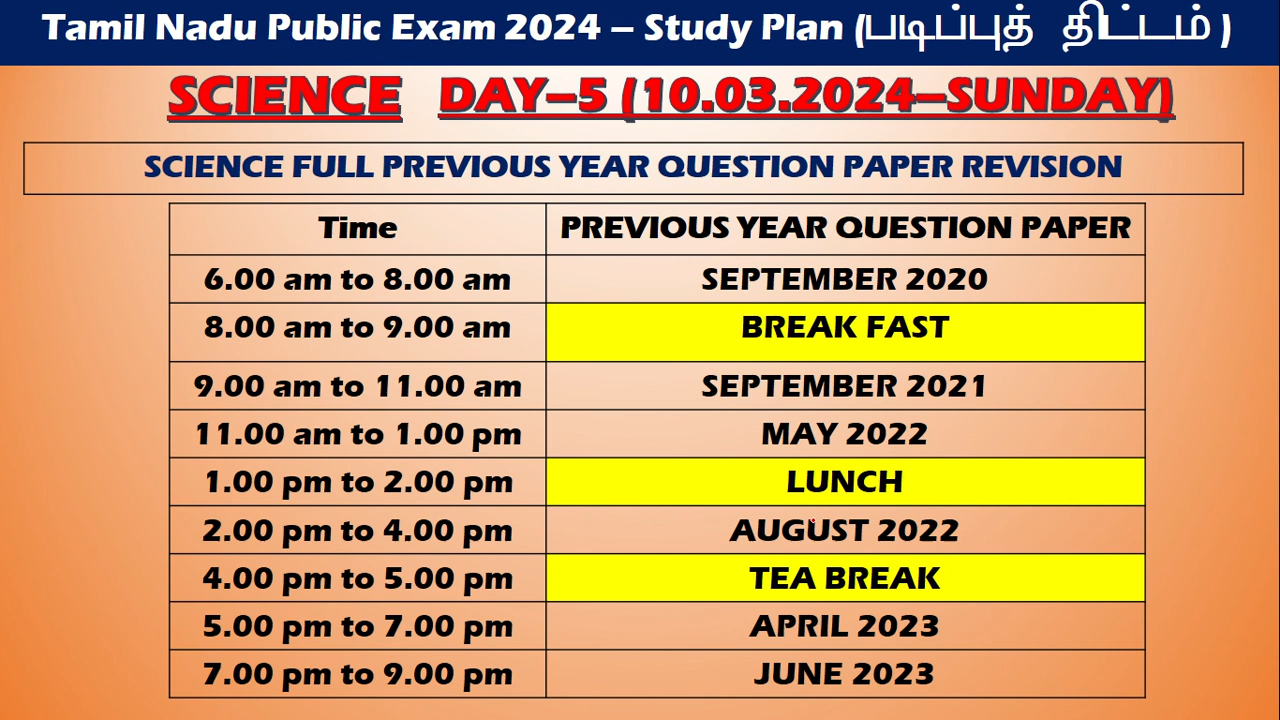 Tamil Nadu Public Exam 2024 – Study Plan (படிப்புத் திட்டம் )
SCIENCE DAY–5 (10.03.2024–SUNDAY)
SCIENCE FULL PREVIOUS YEAR QUESTION PAPER REVISION
Time PREVIOUS YEAR QUESTION PAPER
6.00 am to 8.00 am SEPTEMBER 2020
8.00 am to 9.00 am BREAK FAST
9.00 am to 11.00 am SEPTEMBER 2021
11.00 am to 1.00 pm MAY 2022
1.00 pm to 2.00 pm LUNCH
2.00 pm to 4.00 pm AUGUST 2022
4.00 pm to 5.00 pm TEA BREAK
5.00 pm to 7.00 pm APRIL 2023
7.00 pm to 9.00 pm JUNE 2023